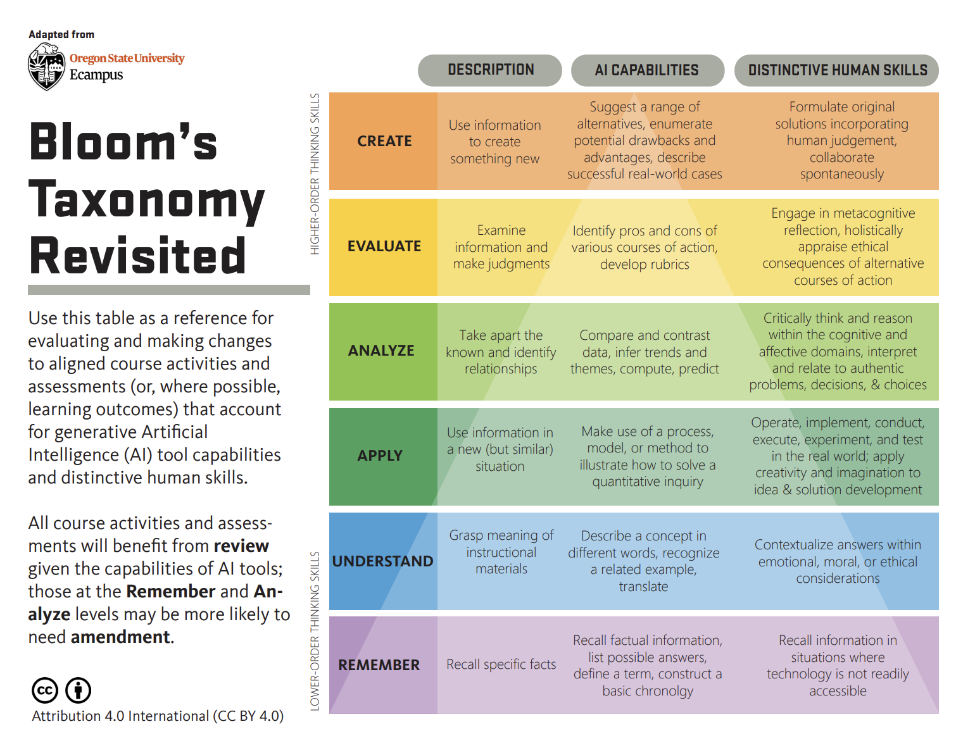 Adapted from
Oregon State University
Ecampus
Bloom's
Taxonomy
Revisited
Use this table as a reference for
evaluating and making changes
to aligned course activities and
assessments (or, where possible,
learning outcomes) that account
for generative Artificial
Intelligence (AI) tool capabilities
and distinctive human skills.
All course activities and assess-
ments will benefit from review
given the capabilities of AI tools;
those at the Remember and An-
alyze levels may be more likely to
need amendment.
cc
Attribution 4.0 International (CC BY 4.0)
HIGHER-ORDER THINKING SKILLS
LOWER-ORDER THINKING SKILLS
DESCRIPTION
AI CAPABILITIES
DISTINCTIVE HUMAN SKILLS
CREATE
Use information
to create
something new
Suggest a range of
alternatives, enumerate
potential drawbacks and
advantages, describe
successful real-world cases
Formulate original
solutions incorporating
human judgement,
collaborate
spontaneously
EVALUATE
Examine
information and
make judgments
Identify pros and cons of
various courses of action,
develop rubrics
Engage in metacognitive
reflection, holistically
appraise ethical
consequences of alternative
courses of action
ANALYZE
Take apart the
known and identify
relationships
Compare and contrast
data, infer trends and
themes, compute, predict
Critically think and reason
within the cognitive and
affective domains, interpret
and relate to authentic
problems, decisions, & choices
APPLY
Use information in
a new (but similar)
situation
Make use of a process,
model, or method to
illustrate how to solve a
quantitative inquiry
Operate, implement, conduct,
execute, experiment, and test
in the real world; apply
creativity and imagination to
idea & solution development
UNDERSTAND
Grasp meaning of
instructional
materials
Describe a concept in
different words, recognize
a related example,
translate
Contextualize answers within
emotional, moral, or ethical
considerations
REMEMBER
Recall specific facts
Recall factual information,
list possible answers,
define a term, construct a
basic chronolgy
Recall information in
situations where
technology is not readily
accessible